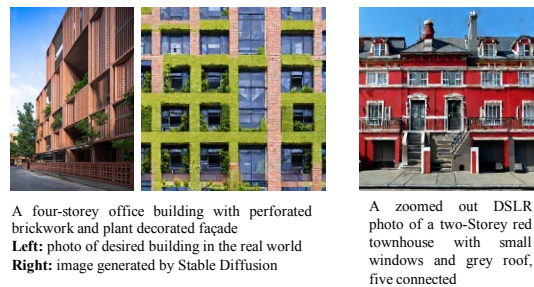 A four-storey office building with perforated
brickwork and plant decorated façade
Left: photo of desired building in the real world
Right: image generated by Stable Diffusion
A zoomed out DSLR
photo of a two-Storey red
townhouse with small
windows and grey roof,
five connected